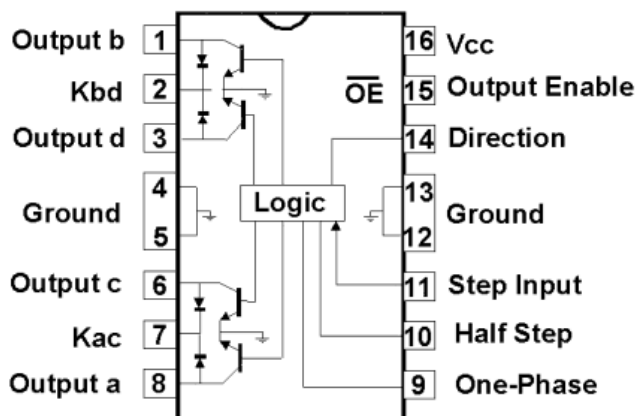 Output b 1
Kbd 2
Output d 3
Ground 4
5
Output c 6
Kac 7
Output a 8
Logic
OE
16 Vcc
15 Output Enable
14 Direction
13 Ground
12
11 Step Input
10 Half Step
9 One-Phase